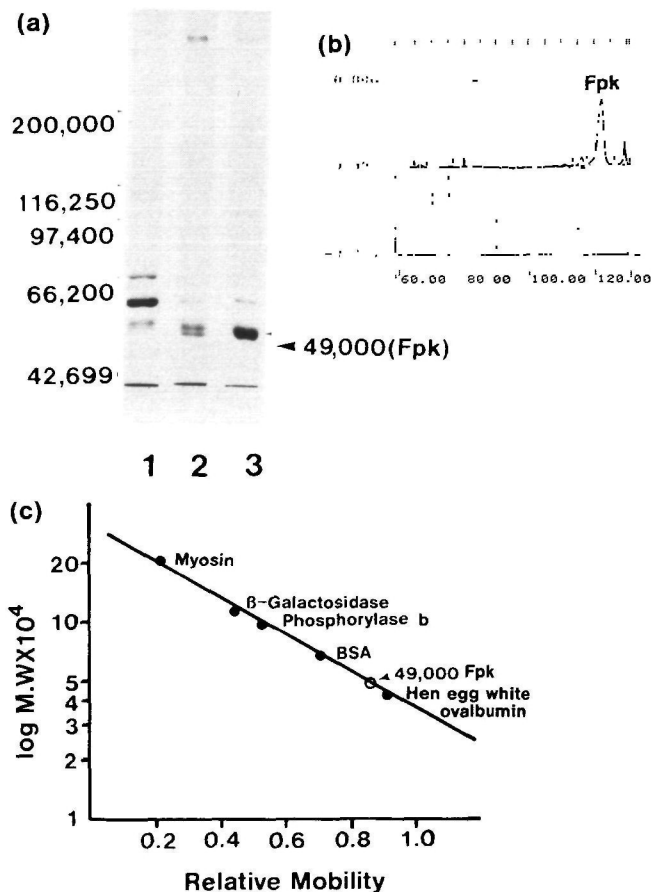 (a)
200,000
116,250
97,400
66,200
49,000 (Fpk)
42,699
1 2 3
(b)
Fpk
60.00 80.00 100.00 120.00
(c)
log M.WX10⁴
20
10
5
4
3
2
1
Myosin
β-Galactosidase
Phosphorylase b
BSA
49,000 Fpk
Hen egg white
ovalbumin
0.2 0.4 0.6 0.8 1.0
Relative Mobility